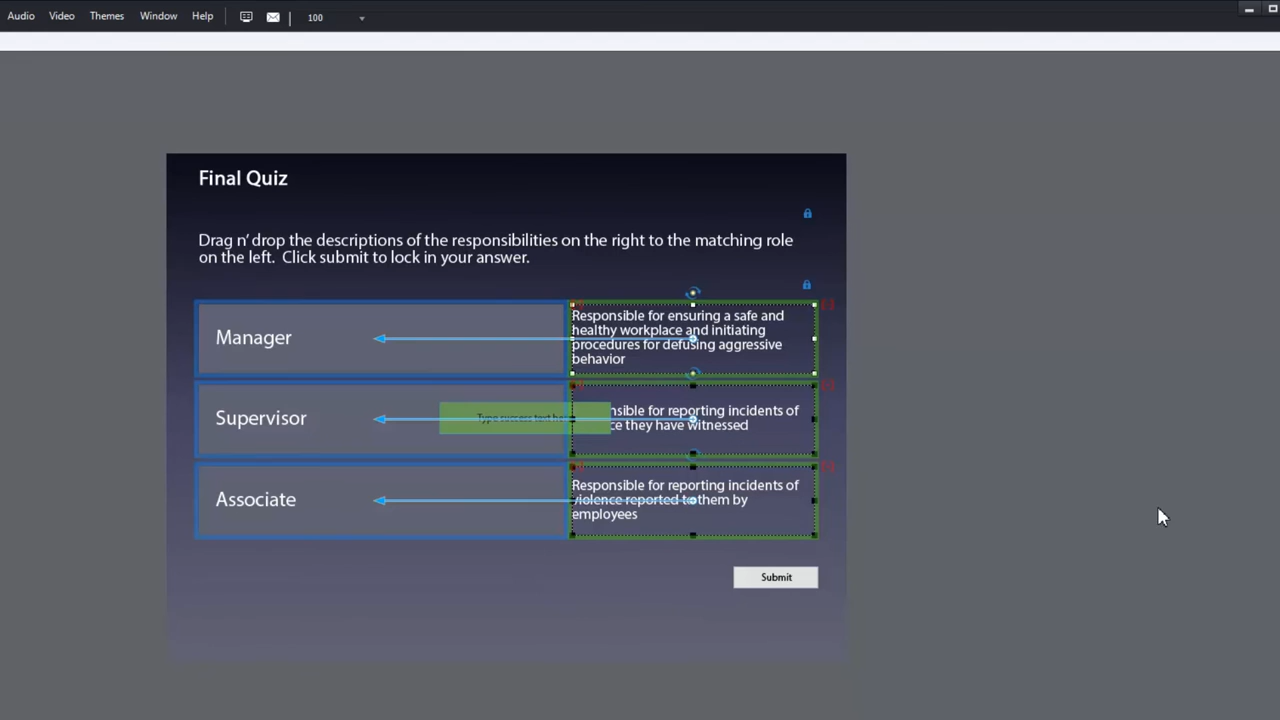 Audio Video Themes Window Help 100
Final Quiz
Drag n' drop the descriptions of the responsibilities on the right to the matching role
on the left.  Click submit to lock in your answer.
Manager
Responsible for ensuring a safe and
healthy workplace and initiating
procedures for defusing aggressive
behavior
Supervisor
Type success text
for reporting incidents of
they have witnessed
Associate
Responsible for reporting incidents of
violence reported to them by
employees
Submit